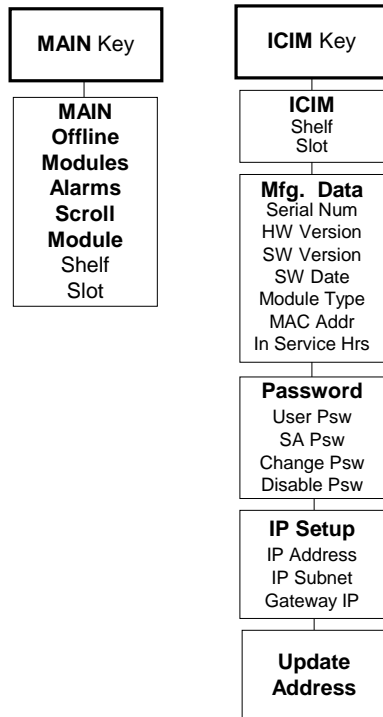 MAIN Key
MAIN
Offline
Modules
Alarms
Scroll
Module
Shelf
Slot
ICIM Key
ICIM
Shelf
Slot
Mfg. Data
Serial Num
HW Version
SW Version
SW Date
Module Type
MAC Addr
In Service Hrs
Password
User Psw
SA Psw
Change Psw
Disable Psw
IP Setup
IP Address
IP Subnet
Gateway IP
Update
Address